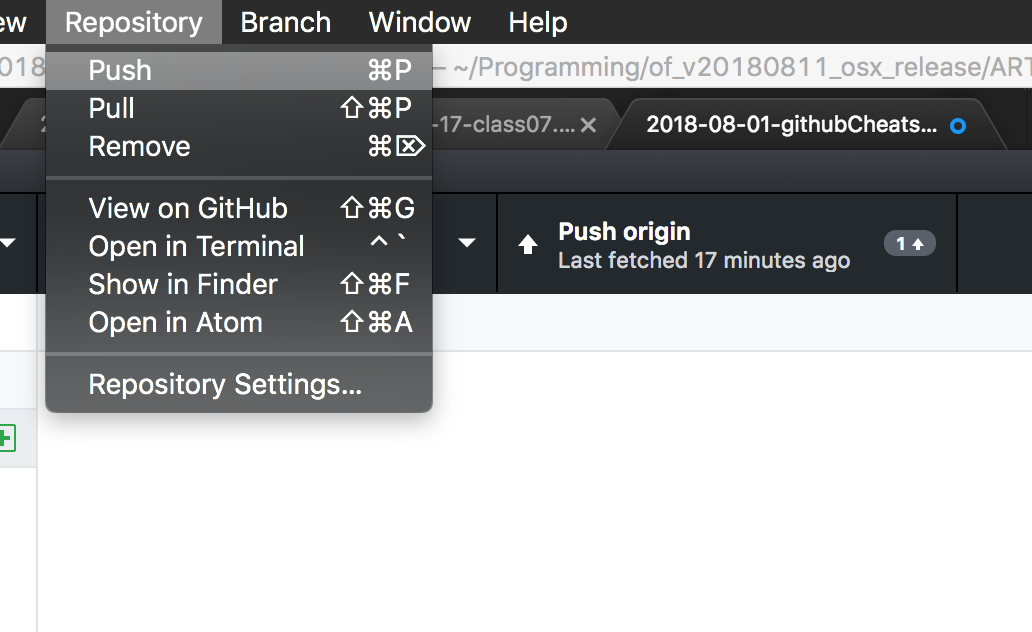 ew Repository Branch Window Help
018 – ~/Programming/of_v20180811_osx_release/ART
2 -17-class07.... 2018-08-01-githubCheats...
Push ⌘P
Pull ⇧⌘P
Remove ⌘⌦
View on GitHub ⇧⌘G
Open in Terminal ^`
Show in Finder ⇧⌘F
Open in Atom ⇧⌘A
Repository Settings...
Push origin
Last fetched 17 minutes ago
1